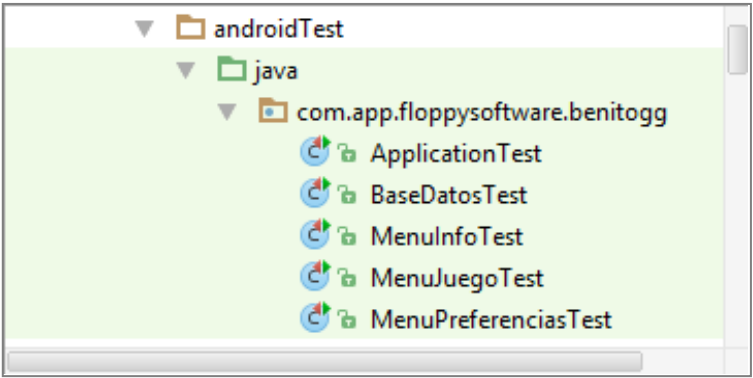 androidTest
java
com.app.floppysoftware.benitogg
ApplicationTest
BaseDatosTest
MenuInfoTest
MenuJuegoTest
MenuPreferenciasTest